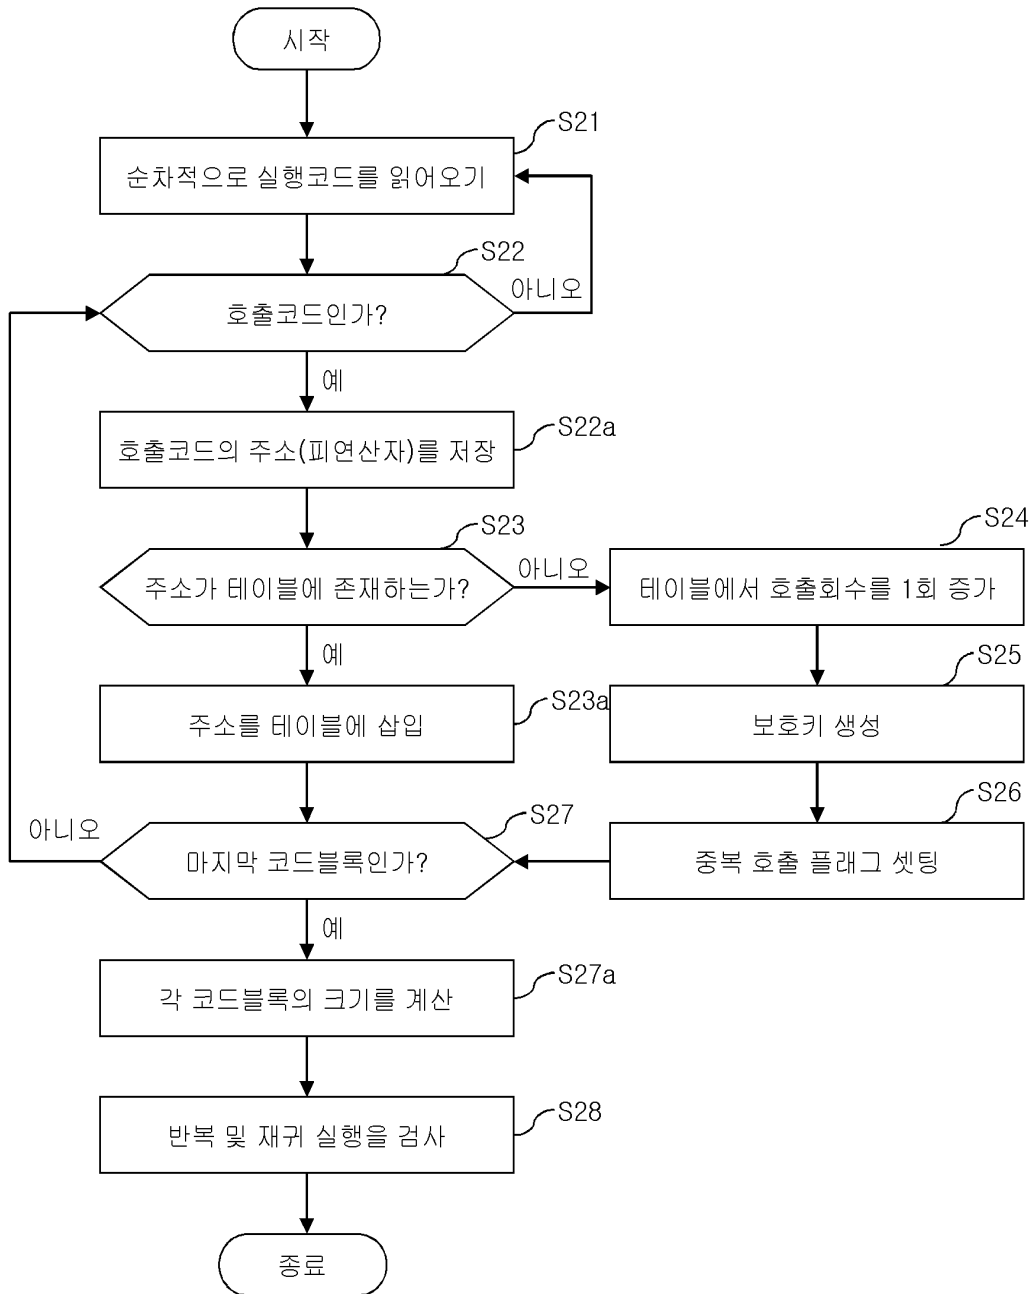 시작
S21
순차적으로 실행코드를 읽어오기
S22
아니오
호출코드인가?
예
S22a
호출코드의 주소(피연산자)를 저장
S23
S24
아니오
주소가 테이블에 존재하는가?
테이블에서 호출회수를 1회 증가
예
S25
S23a
주소를 테이블에 삽입
보호키 생성
S27
S26
아니오
마지막 코드블록인가?
중복 호출 플래그 셋팅
예
S27a
각 코드블록의 크기를 계산
S28
반복 및 재귀 실행을 검사
종료